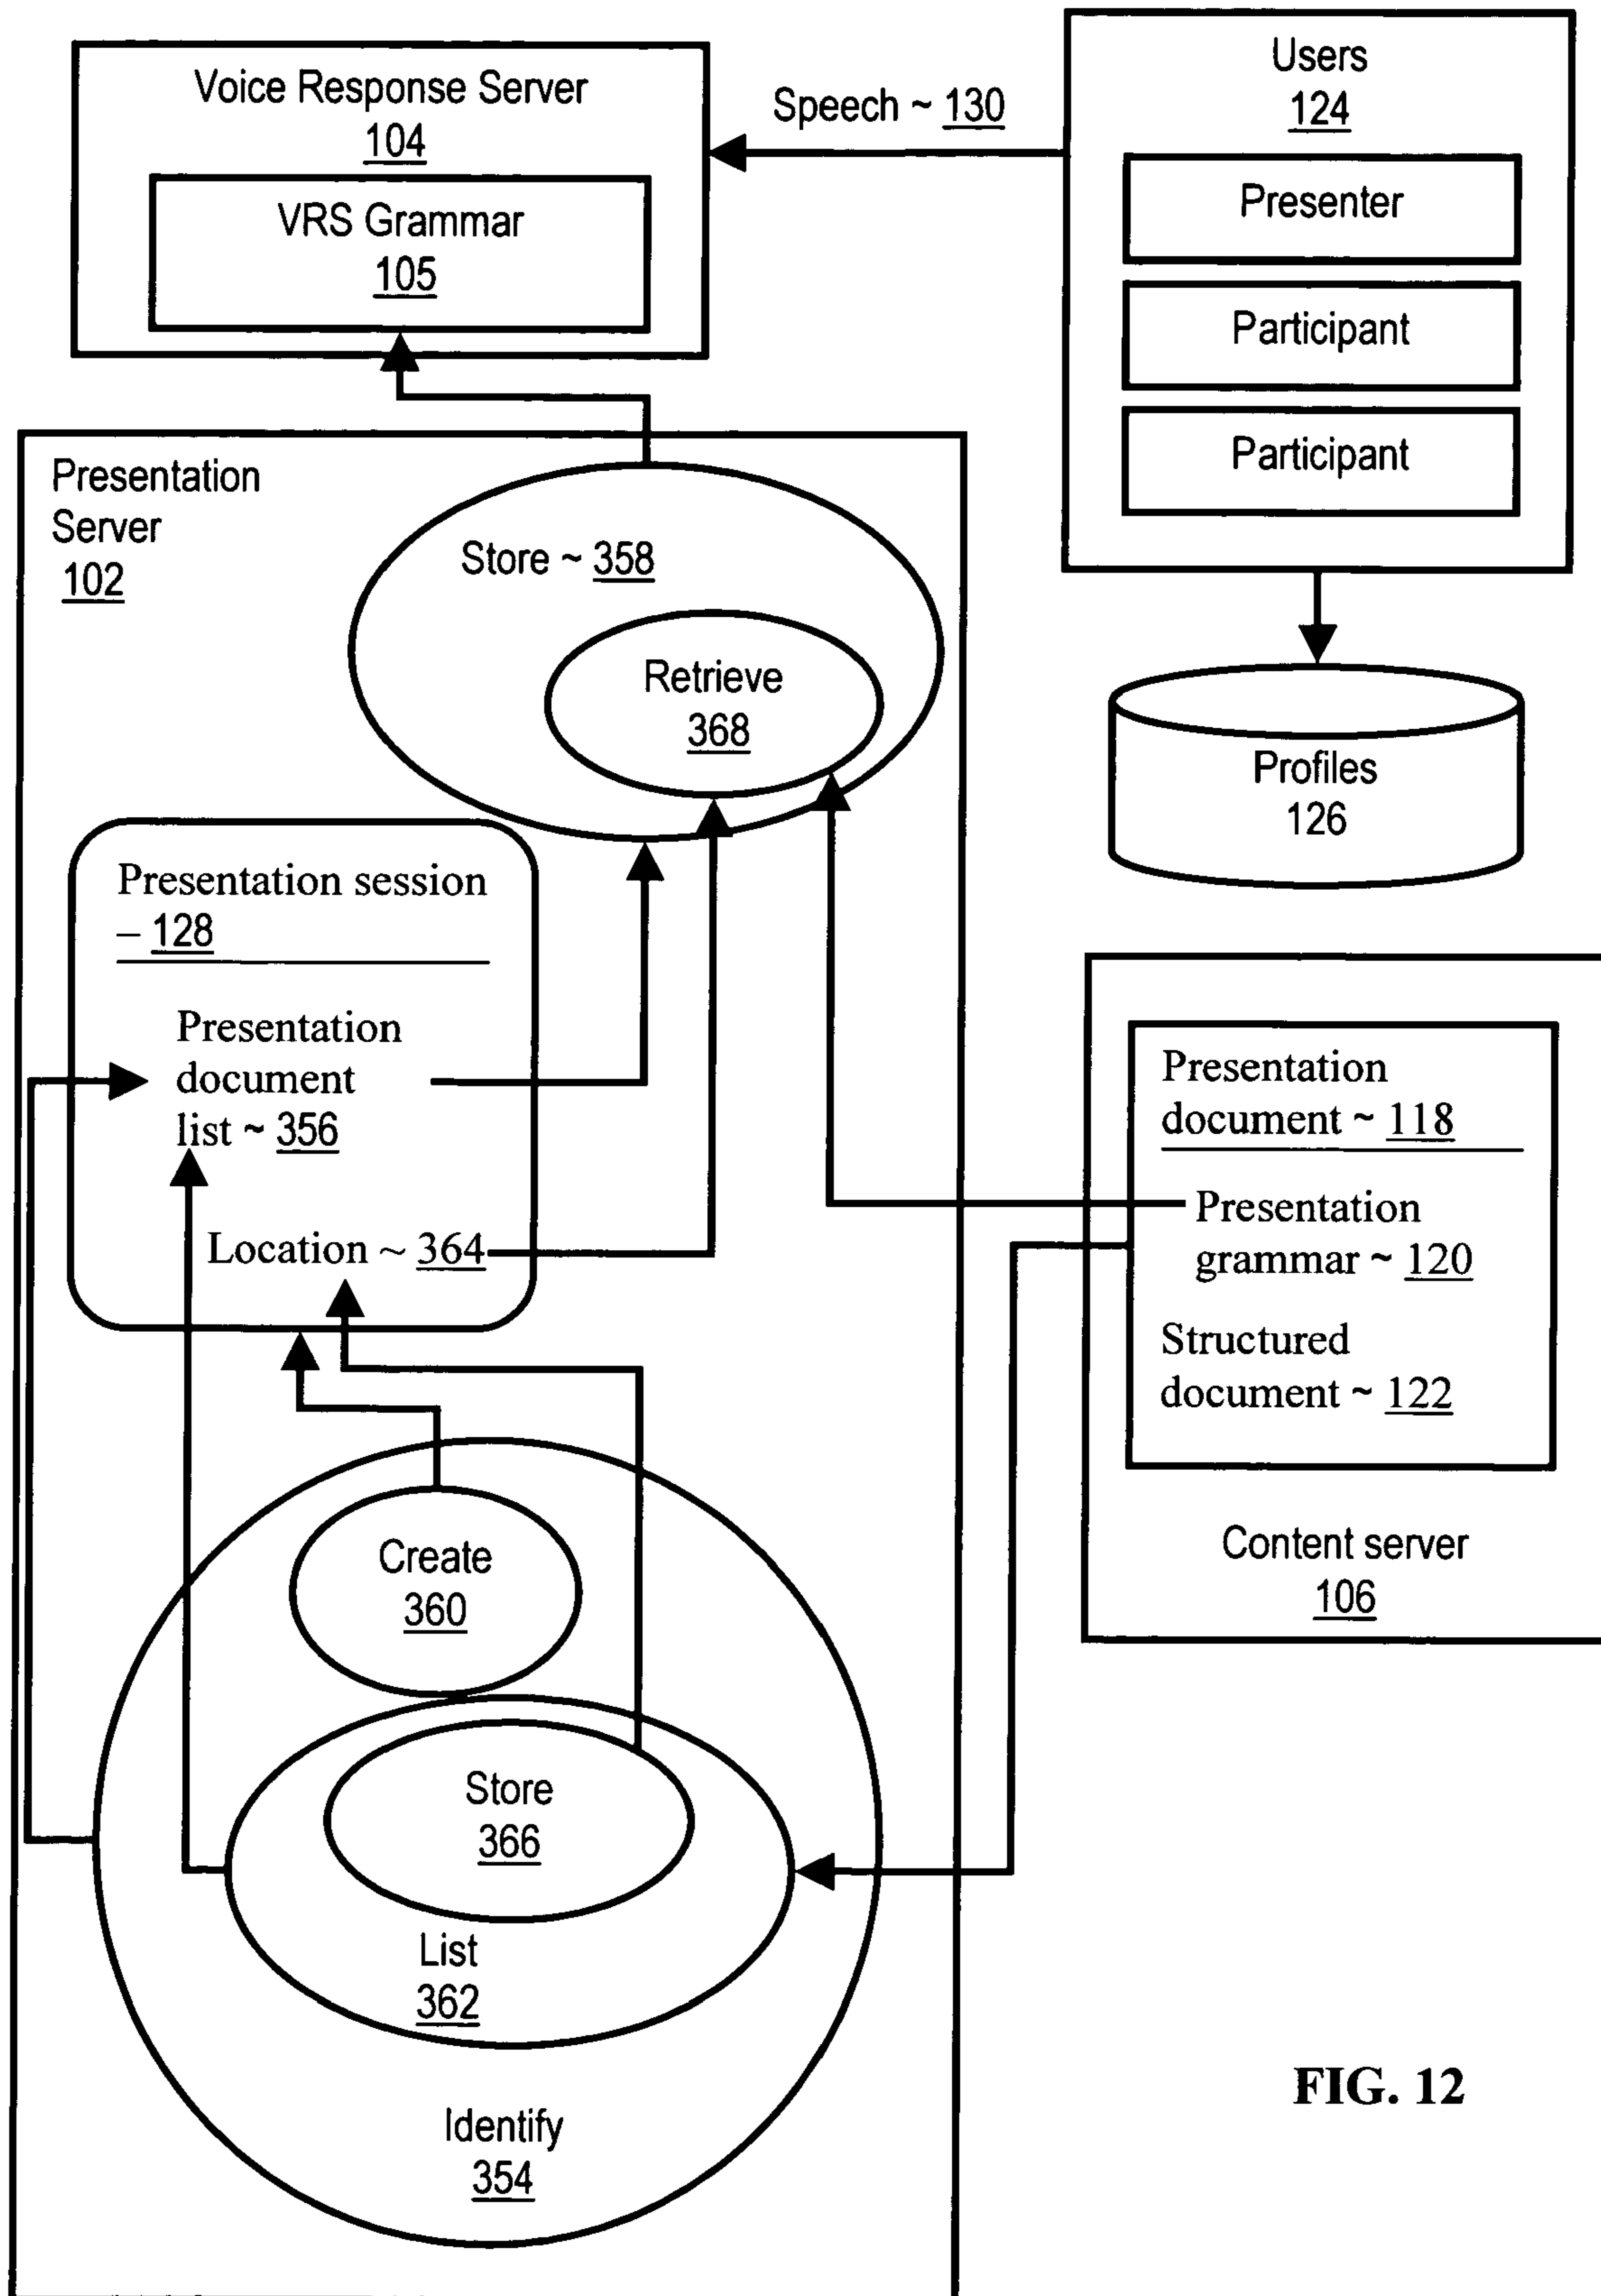 Voice Response Server
104
VRS Grammar
105
Speech ~ 130
Users
124
Presenter
Participant
Participant
Profiles
126
Presentation
Server
102
Store ~ 358
Retrieve
368
Presentation session
– 128
Presentation
document
list ~ 356
Location ~ 364
Presentation
document ~ 118
Presentation
grammar ~ 120
Structured
document ~ 122
Content server
106
Create
360
Store
366
List
362
Identify
354
FIG. 12